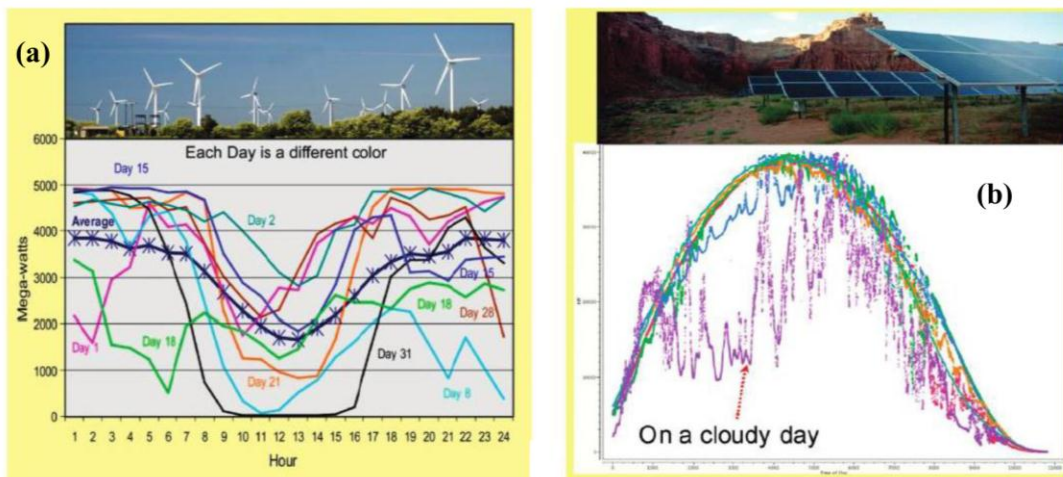 (a)
6000
5000
4000
3000
2000
1000
0
Mega-watts
Each Day is a different color
Day 15
Average
Day 2
Day 15
Day 18
Day 28
Day 1
Day 18
Day 31
Day 21
Day 8
1 2 3 4 5 6 7 8 9 10 11 12 13 14 15 16 17 18 19 20 21 22 23 24
Hour
(b)
On a cloudy day